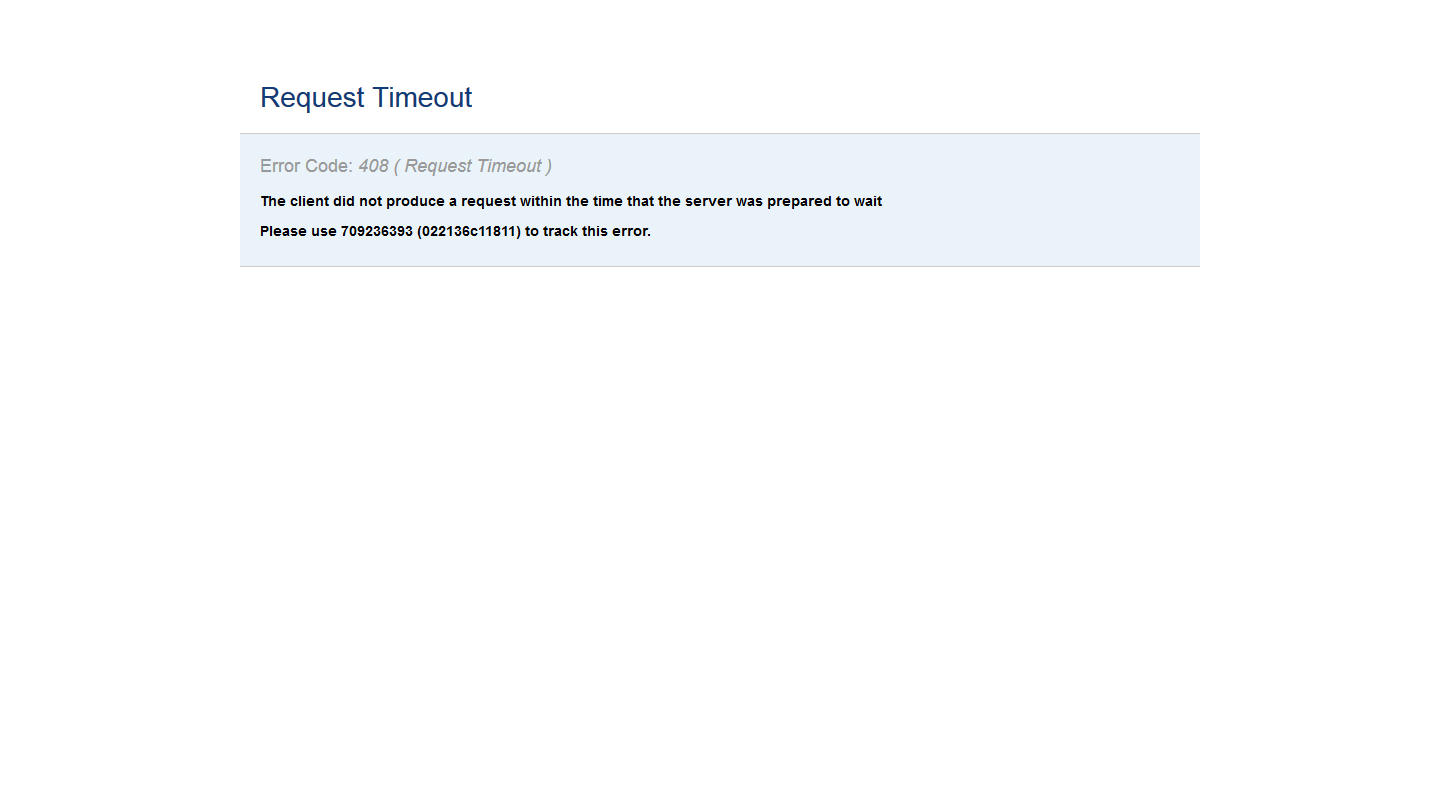 Request Timeout
Error Code: 408 ( Request Timeout )
The client did not produce a request within the time that the server was prepared to wait
Please use 709236393 (022136c11811) to track this error.